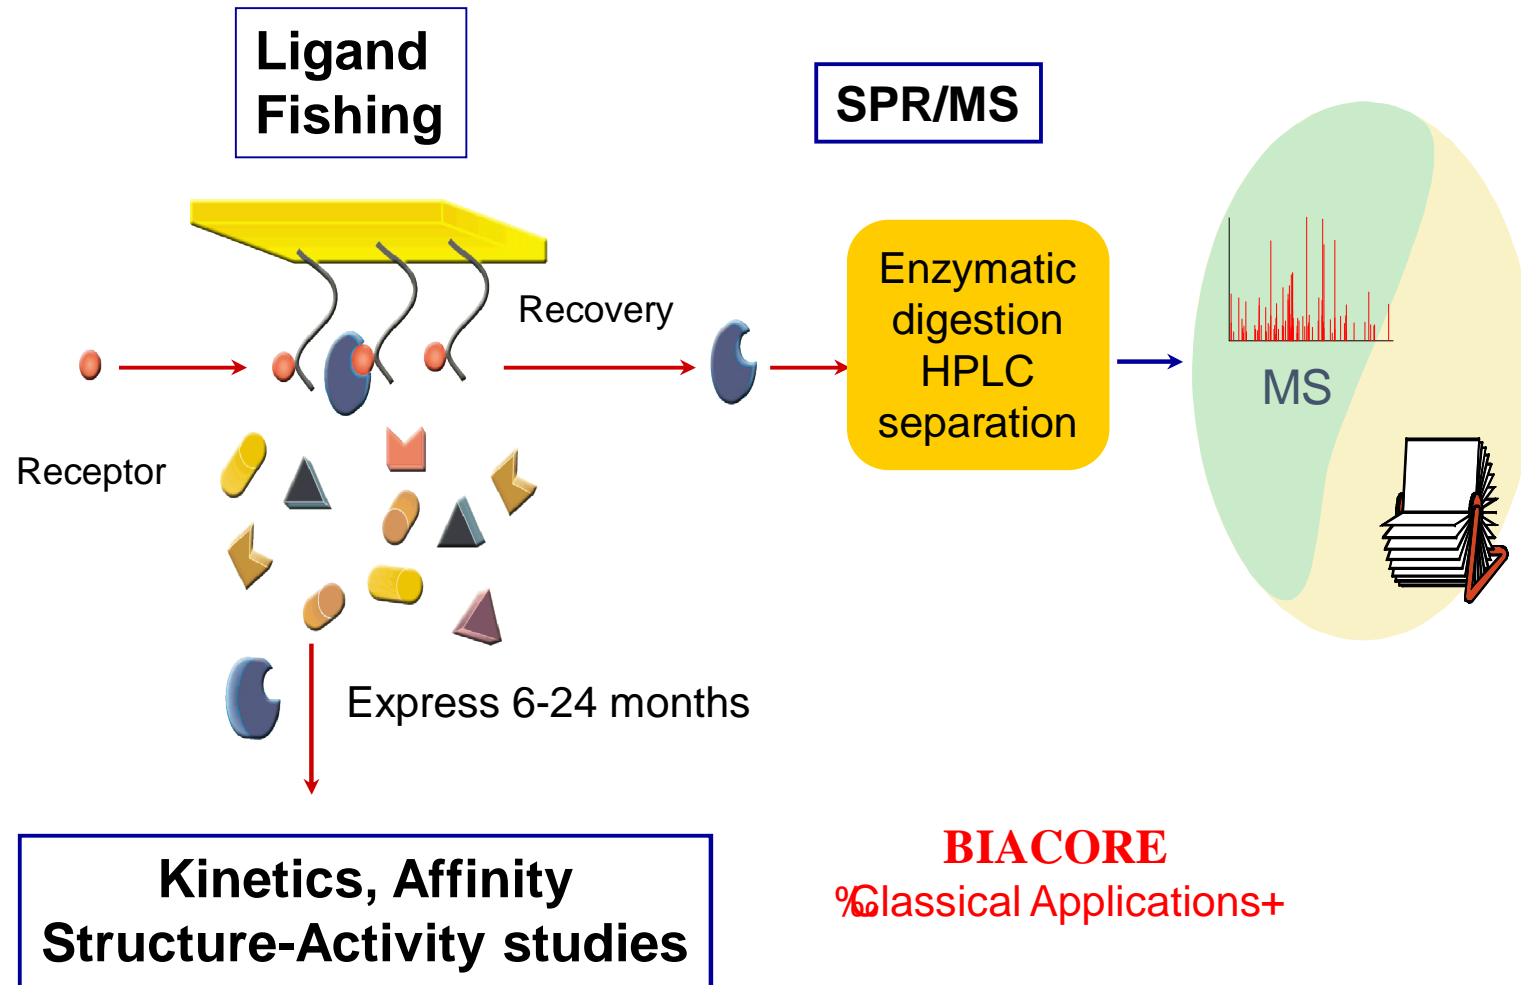 Ligand
Fishing
SPR/MS
Recovery
Receptor
Enzymatic
digestion
HPLC
separation
MS
Express 6-24 months
Kinetics, Affinity
Structure-Activity studies
BIACORE
‰Classical Applications+